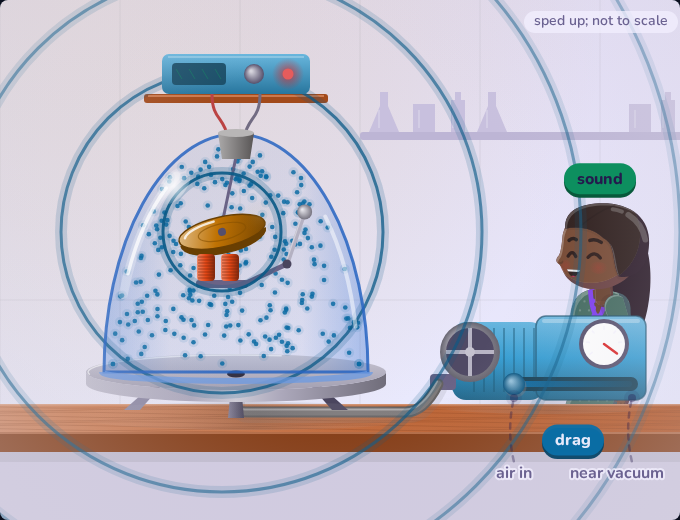 sped up; not to scale
sound
drag
air in
near vacuum